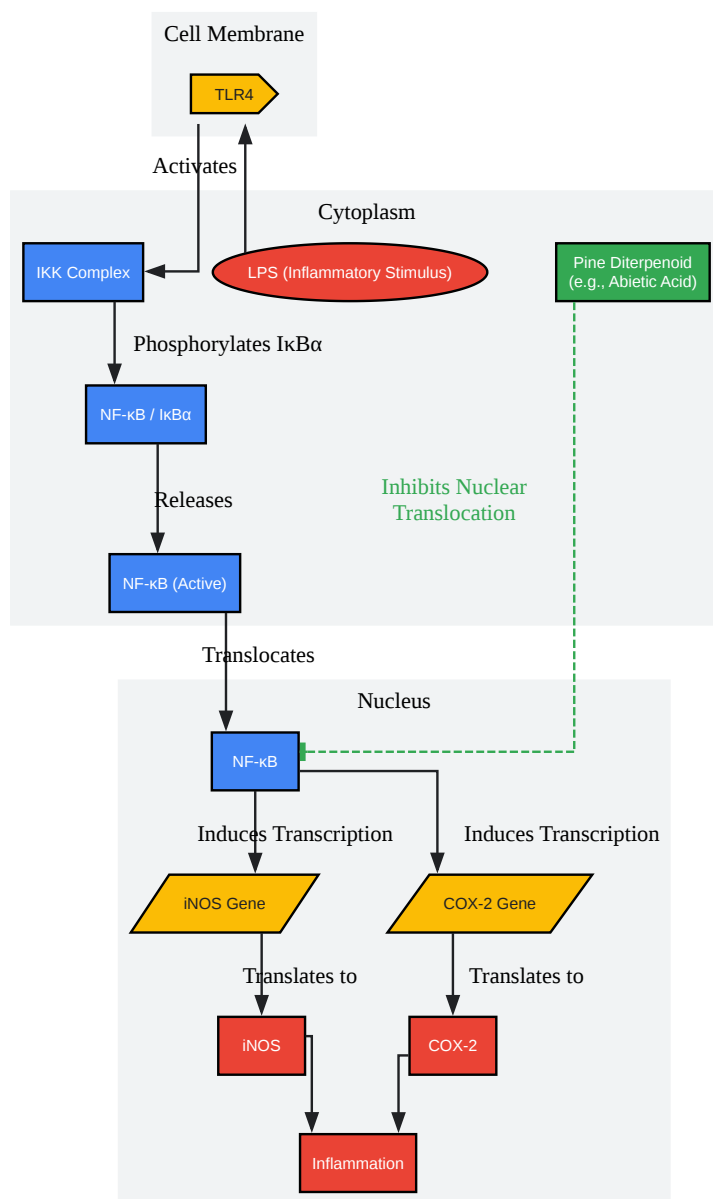 Cell Membrane
TLR4
Activates
Cytoplasm
IKK Complex
LPS (Inflammatory Stimulus)
Pine Diterpenoid
(e.g., Abietic Acid)
Phosphorylates IκBα
NF-κB / IκBα
Inhibits Nuclear
Translocation
Releases
NF-κB (Active)
Translocates
Nucleus
NF-κB
Induces Transcription
Induces Transcription
iNOS Gene
COX-2 Gene
Translates to
Translates to
iNOS
COX-2
Inflammation